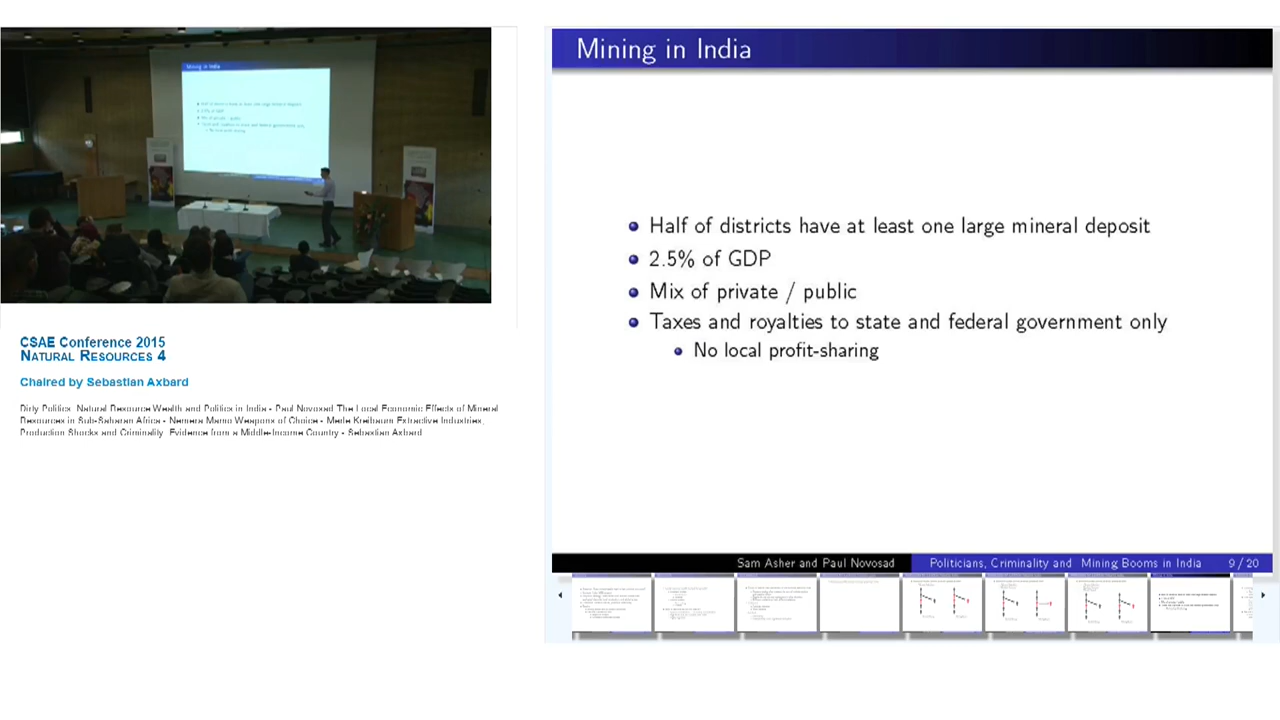 Mining in India
CSAE Conference 2015
NATURAL RESOURCES 4
Chaired by Sebastian Axbard
Dirty Politics Natural Resource Wealth and Politics in India - Paul Novosad The Local Economic Effects of Mineral
Resources in Sub-Saharan Africa - Nemera Mamo Weapons of Choice - Merle Kreibaum Extractive Industries,
Production Shocks and Criminality Evidence from a Middle-Income Country - Sebastian Axbard
Mining in India
Half of districts have at least one large mineral deposit
2.5% of GDP
Mix of private / public
Taxes and royalties to state and federal government only
No local profit-sharing
Sam Asher and Paul Novosad Politicians, Criminality and Mining Booms in India 9 / 20